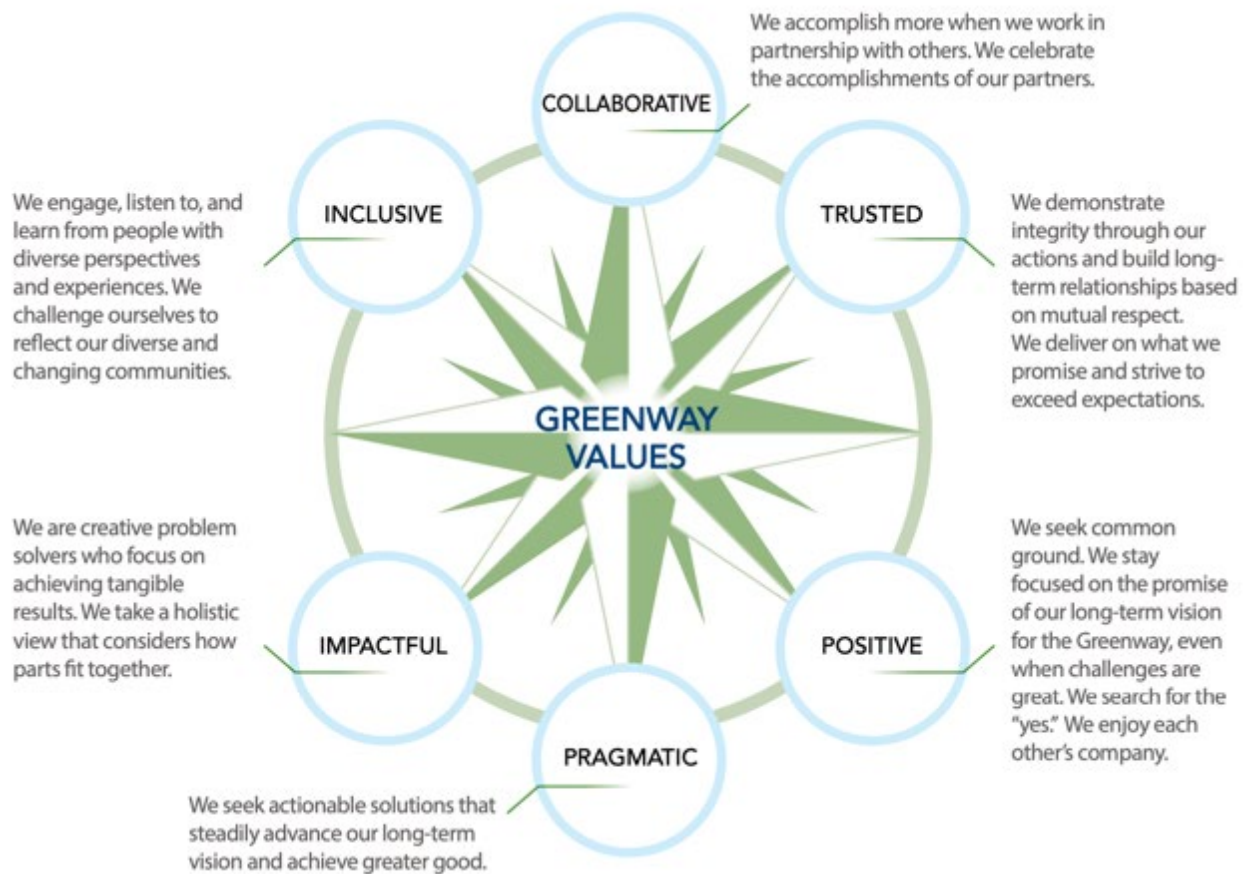 COLLABORATIVE
We accomplish more when we work in
partnership with others. We celebrate
the accomplishments of our partners.
TRUSTED
We demonstrate
integrity through our
actions and build long-
term relationships based
on mutual respect.
We deliver on what we
promise and strive to
exceed expectations.
POSITIVE
We seek common
ground. We stay
focused on the promise
of our long-term vision
for the Greenway, even
when challenges are
great. We search for the
“yes.” We enjoy each
other’s company.
PRAGMATIC
We seek actionable solutions that
steadily advance our long-term
vision and achieve greater good.
IMPACTFUL
We are creative problem
solvers who focus on
achieving tangible
results. We take a holistic
view that considers how
parts fit together.
INCLUSIVE
We engage, listen to, and
learn from people with
diverse perspectives
and experiences. We
challenge ourselves to
reflect our diverse and
changing communities.
GREENWAY
VALUES